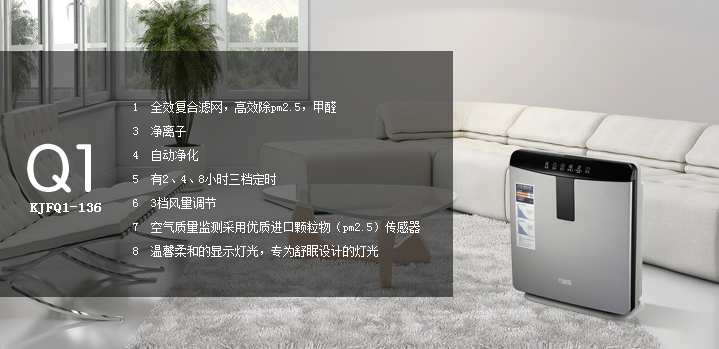 Q1
KJFQ1-136
1 全效复合滤网，高效除pm2.5，甲醛
3 净离子
4 自动净化
5 有2、4、8小时三档定时
6 3档风量调节
7 空气质量监测采用优质进口颗粒物（pm2.5）传感器
8 温馨柔和的显示灯光，专为舒眠设计的灯光